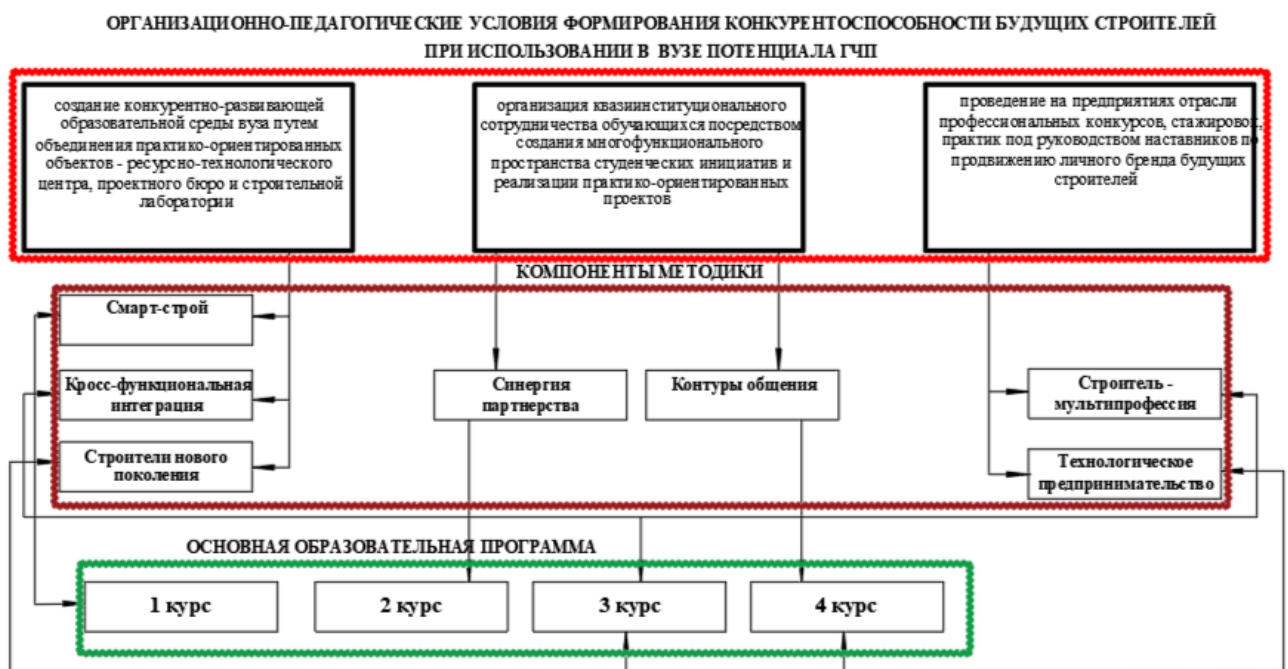 ОРГАНИЗАЦИОННО-ПЕДАГОГИЧЕСКИЕ УСЛОВИЯ ФОРМИРОВАНИЯ КОНКУРЕНТОСПОСОБНОСТИ БУДУЩИХ СТРОИТЕЛЕЙ
ПРИ ИСПОЛЬЗОВАНИИ В ВУЗЕ ПОТЕНЦИАЛА ГЧП
создание конкурентно-развивающей
образовательной среды вуза путем
объединения практико-ориентированных
объектов - ресурсно-технологического
центра, проектного бюро и строительной
лаборатории
организация квазиинституционального
сотрудничества обучающихся посредством
создания многофункционального
пространства студенческих инициатив и
реализации практико-ориентированных
проектов
проведение на предприятиях отрасли
профессиональных конкурсов, стажировок,
практик под руководством наставников по
продвижению личного бренда будущих
строителей
КОМПОНЕНТЫ МЕТОДИКИ
Смарт-строй
Кросс-функциональная
интеграция
Строители нового
поколения
Синергия
партнерства
Контуры общения
Строитель -
мультипрофессия
Технологическое
предпринимательство
ОСНОВНАЯ ОБРАЗОВАТЕЛЬНАЯ ПРОГРАММА
1 курс
2 курс
3 курс
4 курс